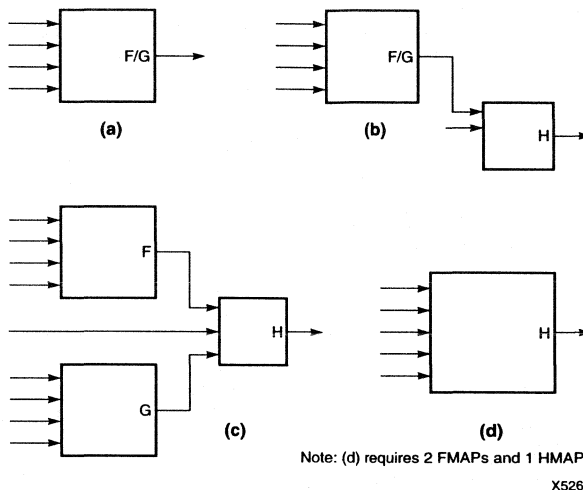 F/G
(a)
F/G
H
(b)
F
G
H
(c)
H
(d)
Note: (d) requires 2 FMAPs and 1 HMAP
X526